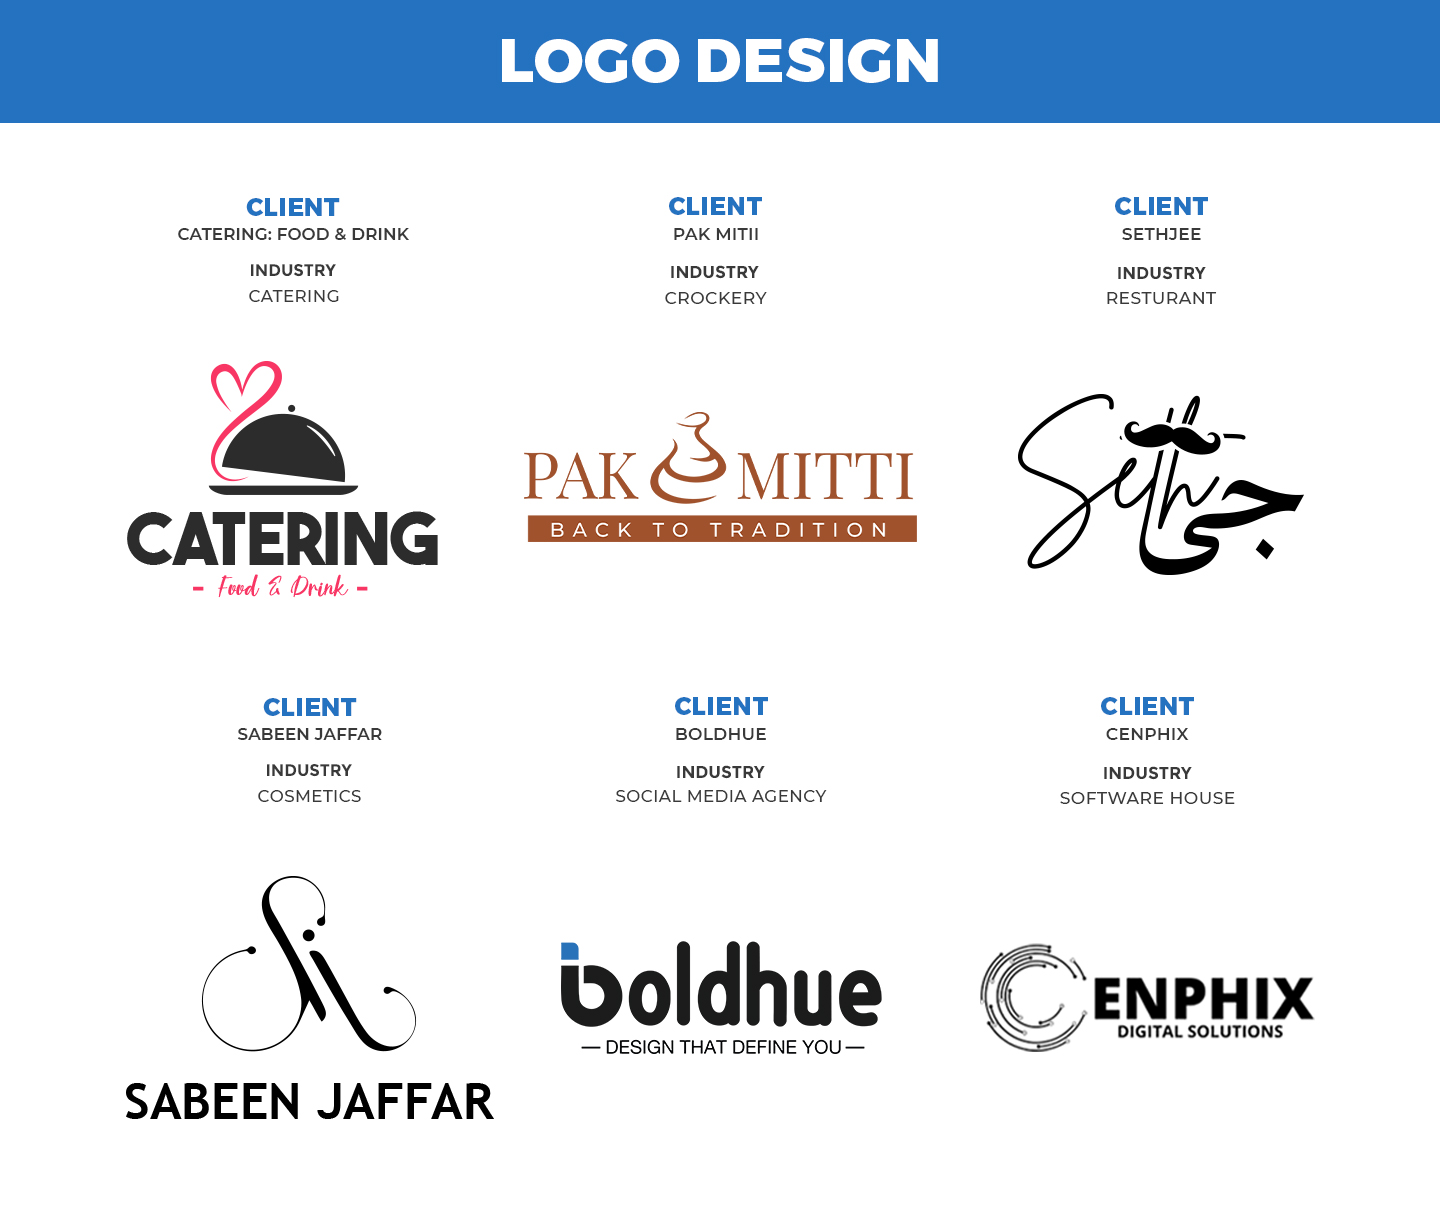 LOGO DESIGN
CLIENT
CATERING: FOOD & DRINK
INDUSTRY
CATERING
CATERING
- Food & Drink -
CLIENT
PAK MITII
INDUSTRY
CROCKERY
PAK MITTI
BACK TO TRADITION
CLIENT
SETHJEE
INDUSTRY
RESTURANT
Seth جی
CLIENT
SABEEN JAFFAR
INDUSTRY
COSMETICS
SABEEN JAFFAR
CLIENT
BOLDHUE
INDUSTRY
SOCIAL MEDIA AGENCY
boldhue
— DESIGN THAT DEFINE YOU —
CLIENT
CENPHIX
INDUSTRY
SOFTWARE HOUSE
CENPHIX
DIGITAL SOLUTIONS